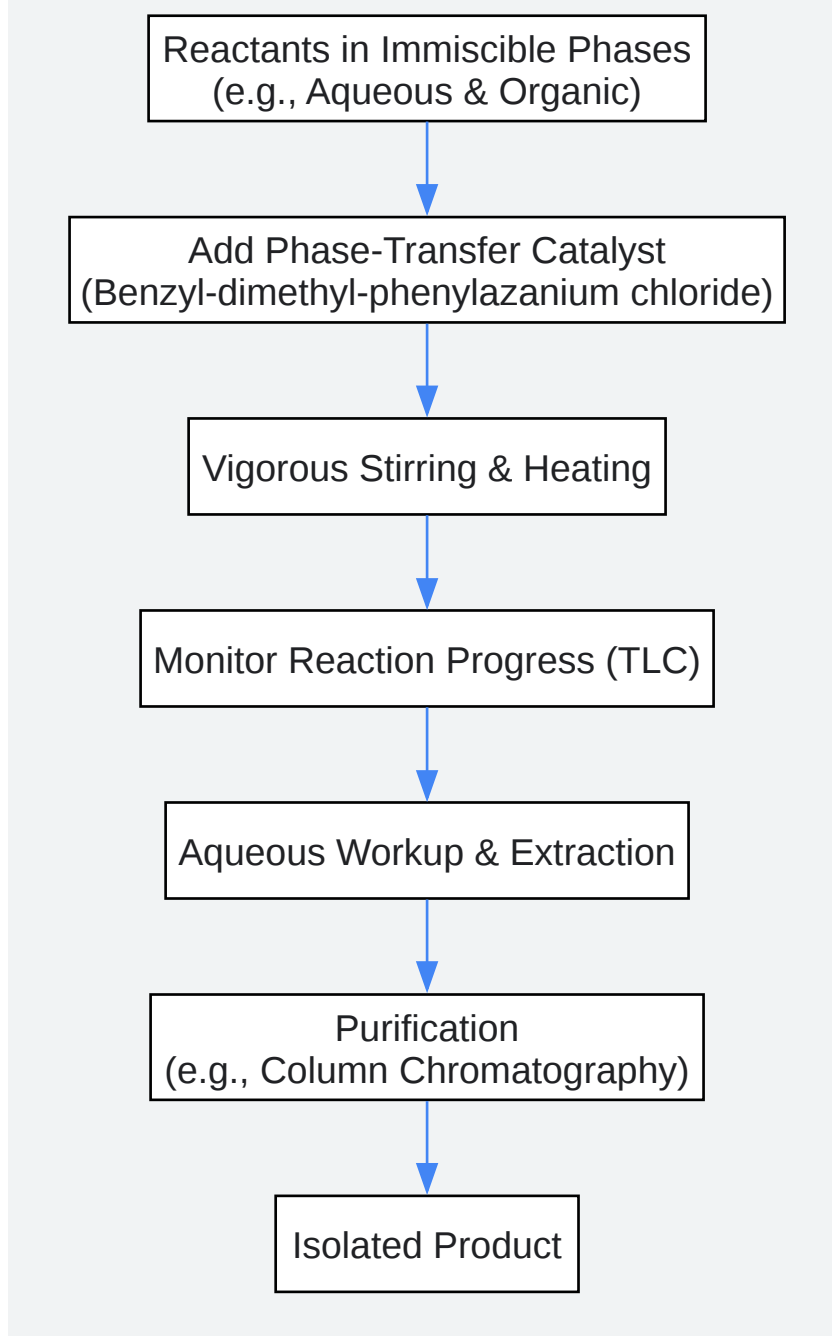 Reactants in Immiscible Phases
(e.g., Aqueous & Organic)
Add Phase-Transfer Catalyst
(Benzyl-dimethyl-phenylazanium chloride)
Vigorous Stirring & Heating
Monitor Reaction Progress (TLC)
Aqueous Workup & Extraction
Purification
(e.g., Column Chromatography)
Isolated Product